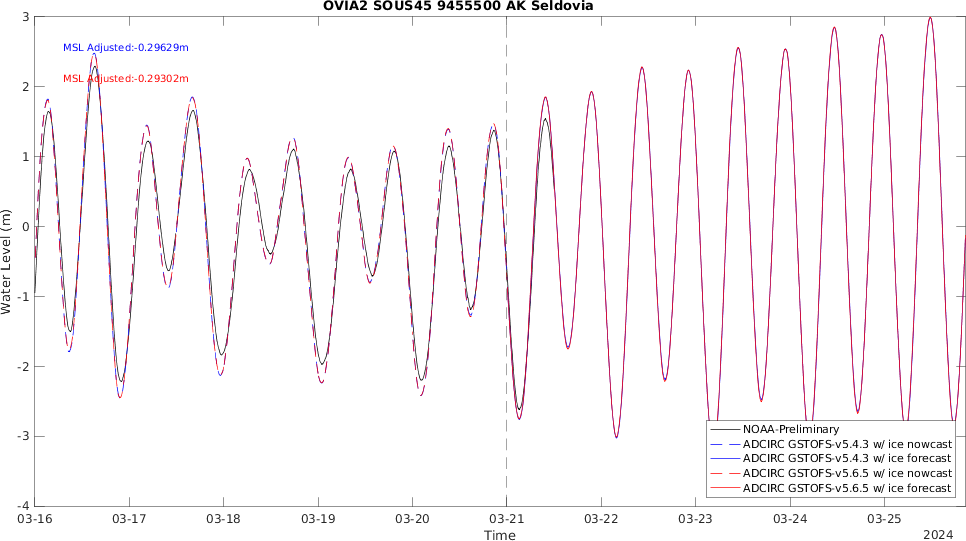 OVIA2 SOUS45 9455500 AK Seldovia
MSL Adjusted:-0.29629m
MSL Adjusted:-0.29302m
Water Level (m)
3
2
1
0
-1
-2
-3
-4
NOAA-Preliminary
ADCIRC GSTOFS-v5.4.3 w/ ice nowcast
ADCIRC GSTOFS-v5.4.3 w/ ice forecast
ADCIRC GSTOFS-v5.6.5 w/ ice nowcast
ADCIRC GSTOFS-v5.6.5 w/ ice forecast
03-16 03-17 03-18 03-19 03-20 03-21 03-22 03-23 03-24 03-25
Time
2024